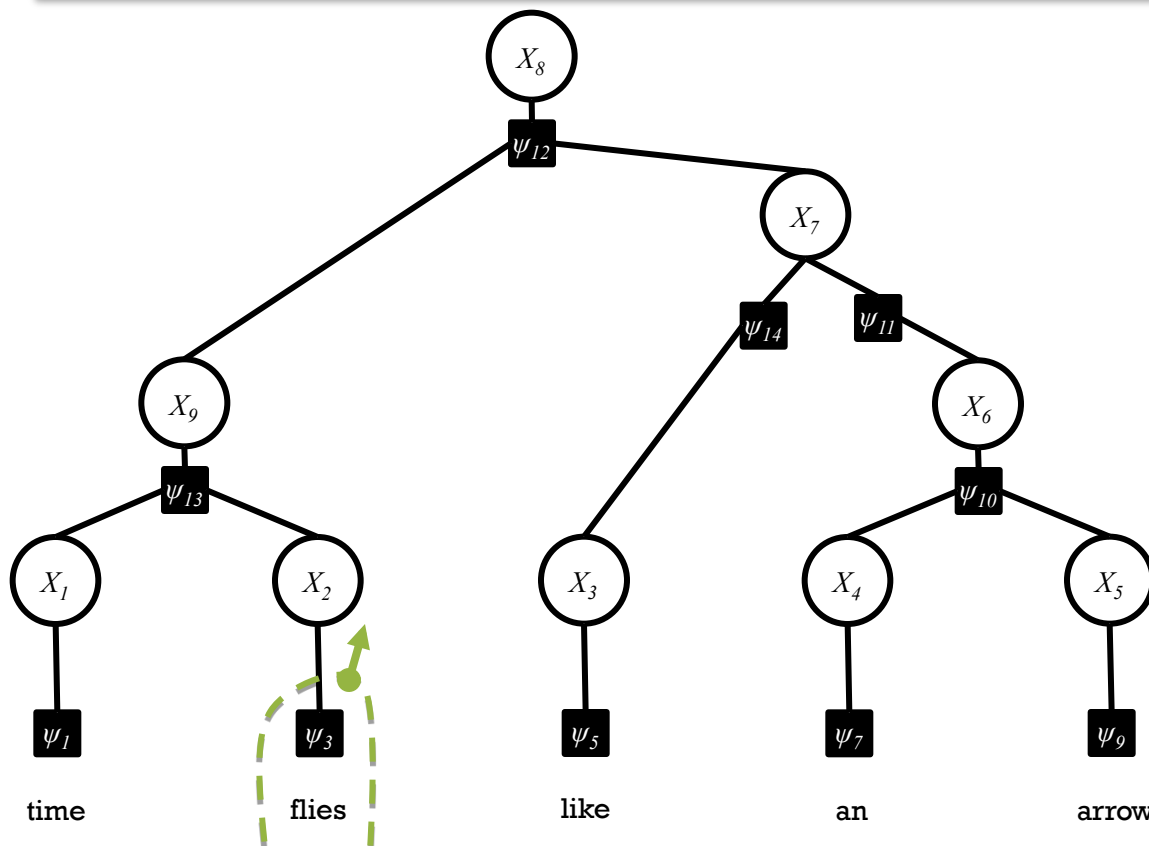 X₈
ψ₁₂
X₇
ψ₁₄ ψ₁₁
X₉ X₆
ψ₁₃ ψ₁₀
X₁ X₂ X₃ X₄ X₅
ψ₁ ψ₃ ψ₅ ψ₇ ψ₉
time flies like an arrow